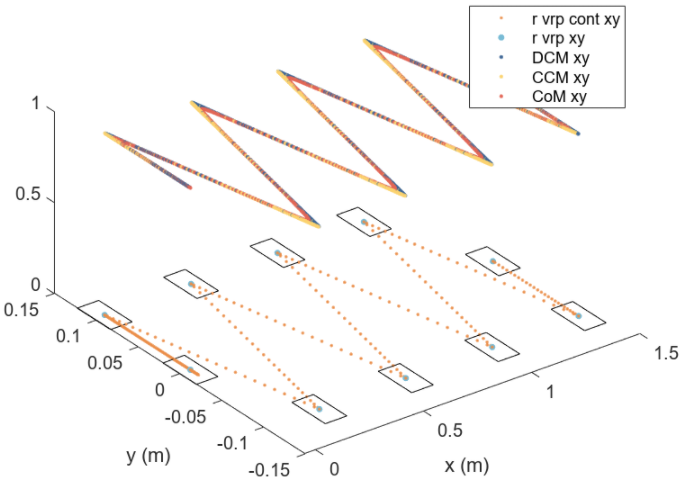 r vrp cont xy
r vrp xy
DCM xy
CCM xy
CoM xy
1
0.5
0
0.15
0.1
0.05
0
-0.05
-0.1
-0.15
y (m)
0
0.5
1
1.5
x (m)